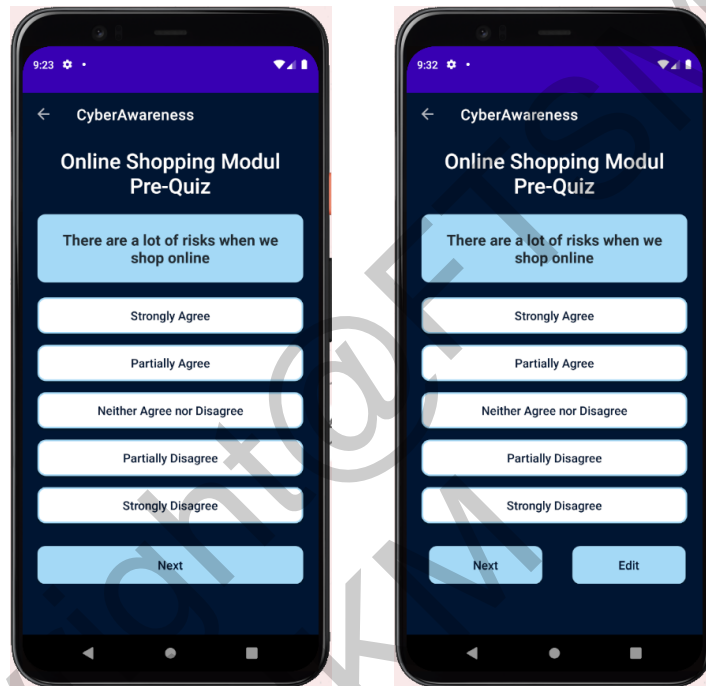 9:23
CyberAwareness
Online Shopping Modul
Pre-Quiz
There are a lot of risks when we
shop online
Strongly Agree
Partially Agree
Neither Agree nor Disagree
Partially Disagree
Strongly Disagree
Next
9:32
CyberAwareness
Online Shopping Modul
Pre-Quiz
There are a lot of risks when we
shop online
Strongly Agree
Partially Agree
Neither Agree nor Disagree
Partially Disagree
Strongly Disagree
Next
Edit